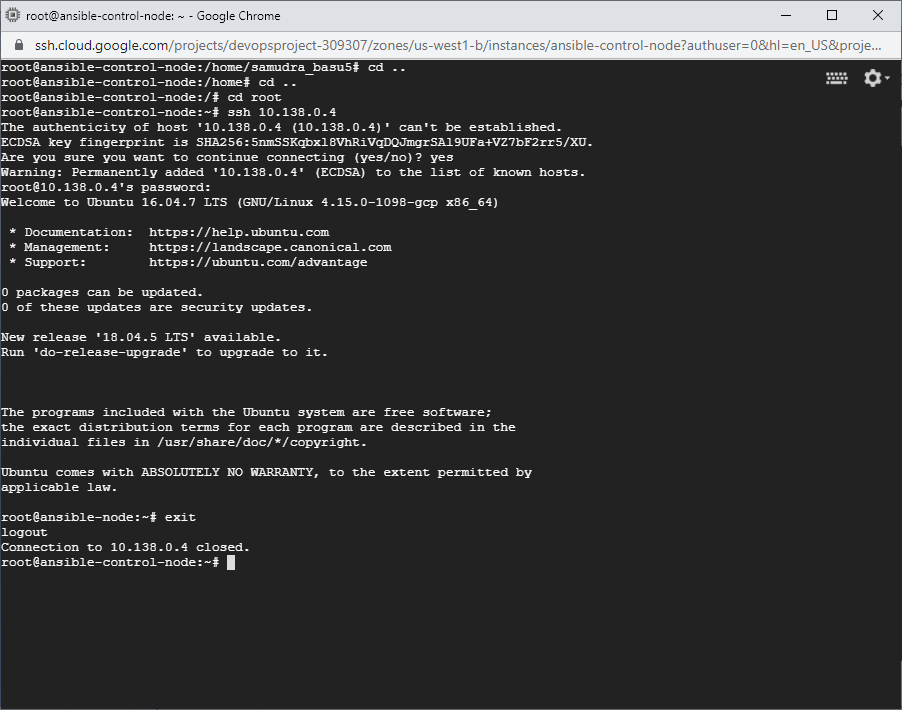 root@ansible-control-node: ~ - Google Chrome
ssh.cloud.google.com/projects/devopsproject-309307/zones/us-west1-b/instances/ansible-control-node?authuser=0&hl=en_US&proje...
root@ansible-control-node:/home/samudra_basu5# cd ..
root@ansible-control-node:/home# cd ..
root@ansible-control-node:/# cd root
root@ansible-control-node:~# ssh 10.138.0.4
The authenticity of host '10.138.0.4 (10.138.0.4)' can't be established.
ECDSA key fingerprint is SHA256:5nmSSKqbxl8VhRiVqDQJmgrSAl9UFa+VZ7bF2rr5/XU.
Are you sure you want to continue connecting (yes/no)? yes
Warning: Permanently added '10.138.0.4' (ECDSA) to the list of known hosts.
root@10.138.0.4's password:
Welcome to Ubuntu 16.04.7 LTS (GNU/Linux 4.15.0-1098-gcp x86_64)
* Documentation:  https://help.ubuntu.com
* Management:     https://landscape.canonical.com
* Support:        https://ubuntu.com/advantage
0 packages can be updated.
0 of these updates are security updates.
New release '18.04.5 LTS' available.
Run 'do-release-upgrade' to upgrade to it.
The programs included with the Ubuntu system are free software;
the exact distribution terms for each program are described in the
individual files in /usr/share/doc/*/copyright.
Ubuntu comes with ABSOLUTELY NO WARRANTY, to the extent permitted by
applicable law.
root@ansible-node:~# exit
logout
Connection to 10.138.0.4 closed.
root@ansible-control-node:~#